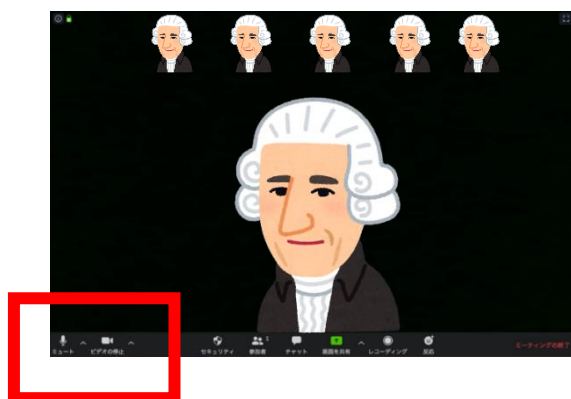 ミュート
ビデオの停止
セキュリティ
参加者
1
チャット
画面を共有
レコーディング
反応
ミーティングの終了